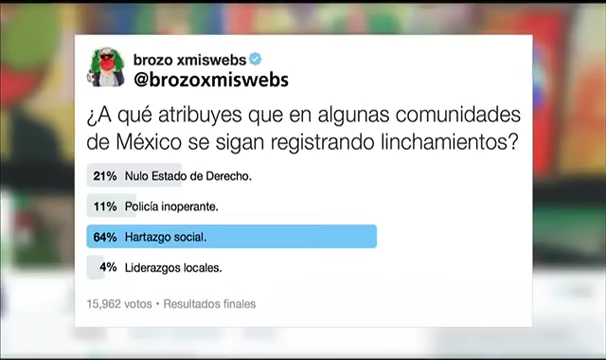 brozo xmiswebs
@brozoxmiswebs
¿A qué atribuyes que en algunas comunidades
de México se sigan registrando linchamientos?
21% Nulo Estado de Derecho.
11% Policía inoperante.
64% Hartazgo social.
4% Liderazgos locales.
15,962 votos • Resultados finales